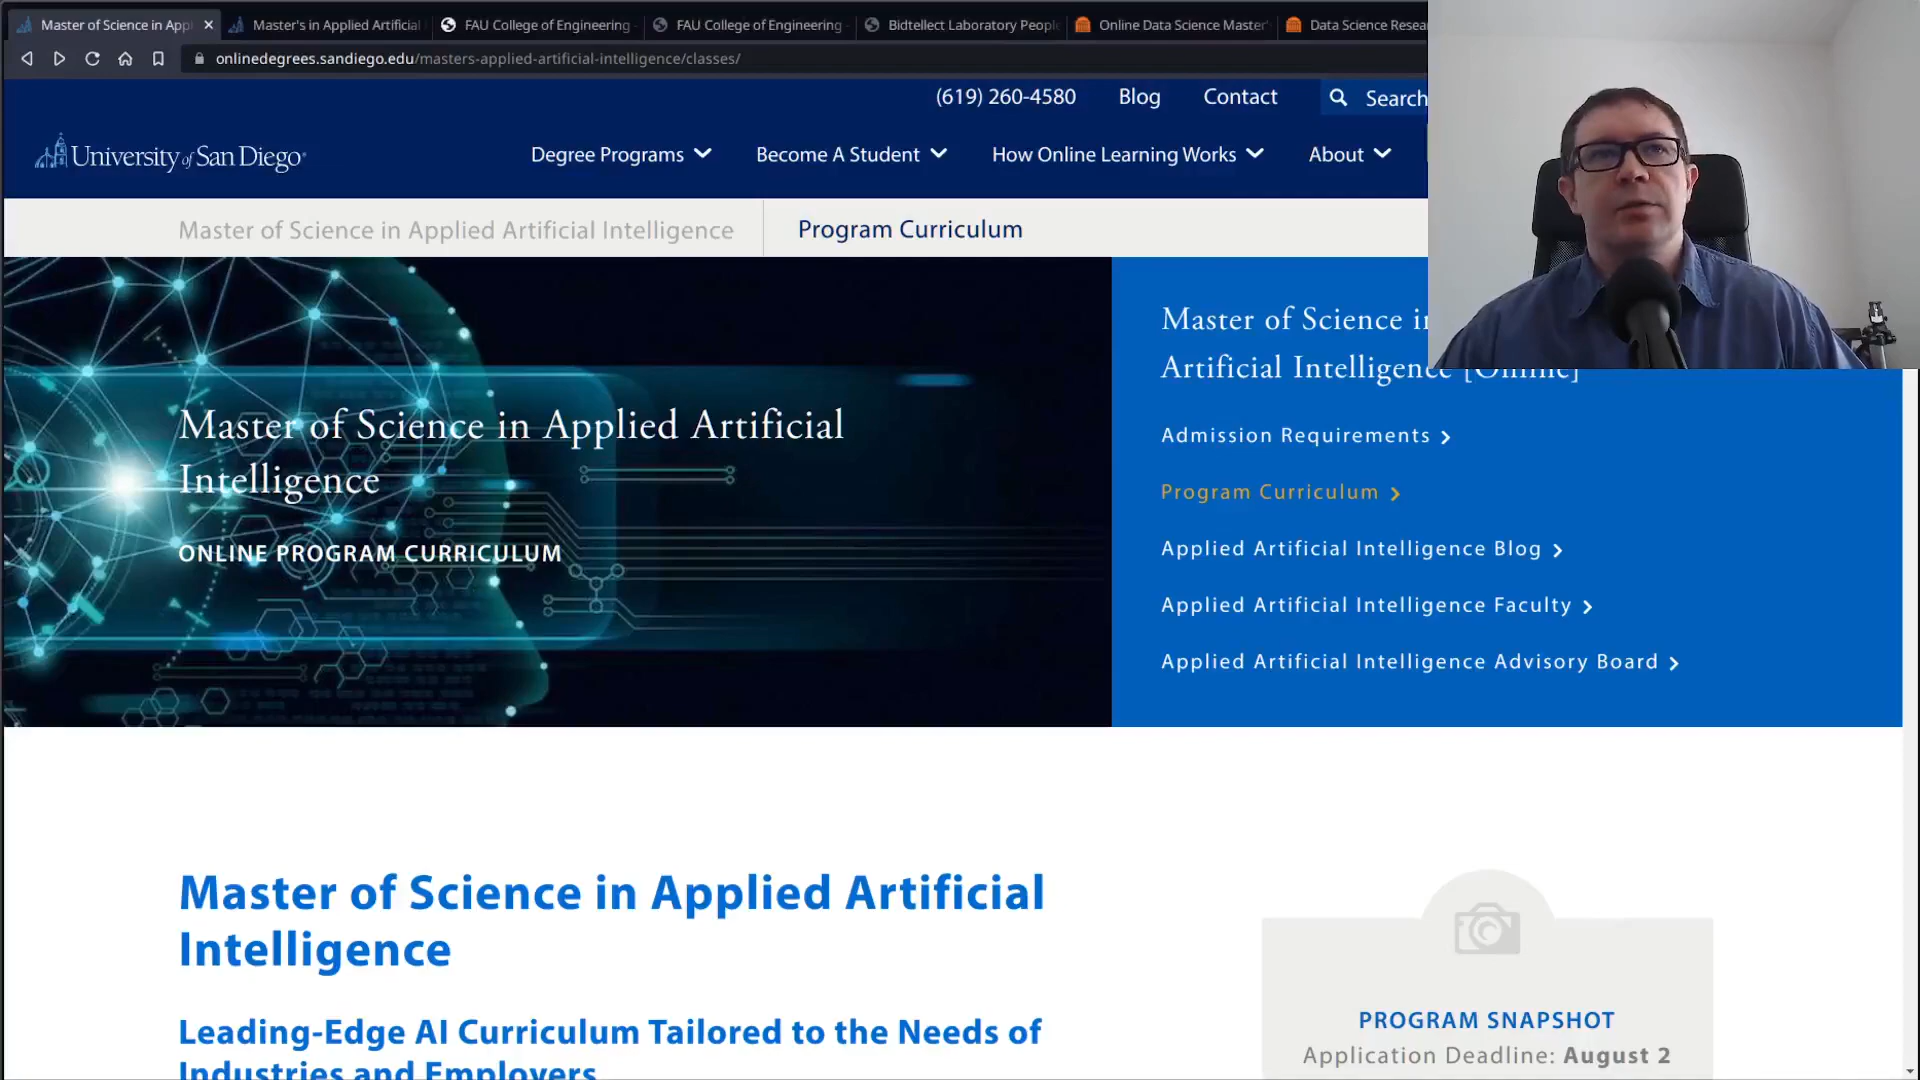 Master of Science in App
Master's in Applied Artificial
FAU College of Engineering
FAU College of Engineering
Bidtellect Laboratory People
Online Data Science Master's
Data Science Resea
onlinedegrees.sandiego.edu/masters-applied-artificial-intelligence/classes/
(619) 260-4580
Blog
Contact
Search
University of San Diego
Degree Programs
Become A Student
How Online Learning Works
About
Master of Science in Applied Artificial Intelligence
Program Curriculum
Master of Science in Applied Artificial
Intelligence
ONLINE PROGRAM CURRICULUM
Master of Science in
Artificial Intelligence [Online]
Admission Requirements
Program Curriculum
Applied Artificial Intelligence Blog
Applied Artificial Intelligence Faculty
Applied Artificial Intelligence Advisory Board
Master of Science in Applied Artificial
Intelligence
Leading-Edge AI Curriculum Tailored to the Needs of
Industries and Employers
PROGRAM SNAPSHOT
Application Deadline: August 2